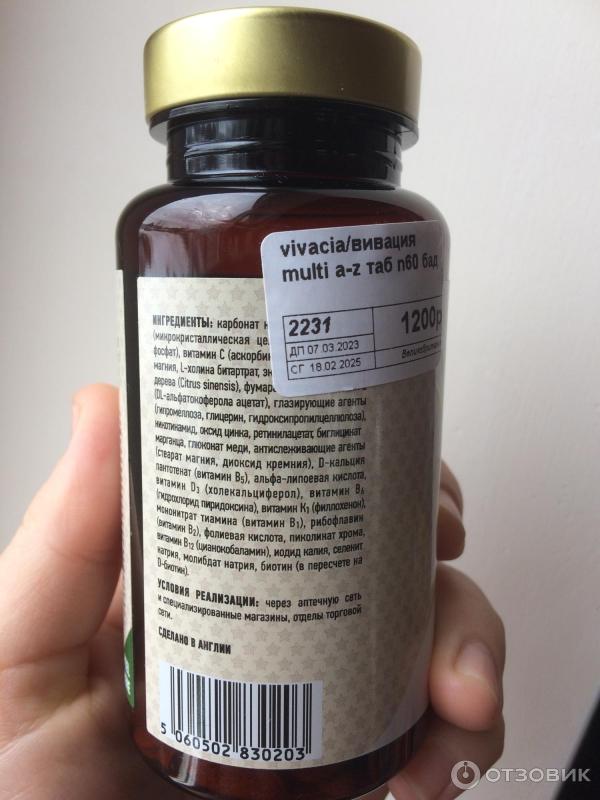 vivacia/вивация
multi a-z таб n60 бад
2231
1200р
ДП 07.03.2023
СГ 18.02.2025
ИНГРЕДИЕНТЫ: карбонат
(микрокристаллическая
фосфат), витамин С
магния, L-холина битартрат,
дерева (Citrus sinensis),
(DL-альфатокоферола ацетат), глазирующие агенты
(гипромеллоза, глицерин, гидроксипропилцеллюлоза),
никотинамид, оксид цинка, ретинилацетат, биглицинат
марганца, глюконат меди, антислеживающие агенты
(стеарат магния, диоксид кремния), D-кальция
пантотенат (витамин B5), альфа-липоевая кислота,
витамин D3 (холекальциферол), витамин B6
(гидрохлорид пиридоксина), витамин K1 (филлохенон),
мононитрат тиамина (витамин B1), рибофлавин
(витамин B2), фолиевая кислота, пиколинат хрома,
витамин B12 (цианокобаламин), иодид калия, селенит
натрия, молибдат натрия, биотин (в пересчете на
D-биотин).
УСЛОВИЯ РЕАЛИЗАЦИИ: через аптечную сеть
и специализированные магазины, отделы торговой
сети.
СДЕЛАНО В АНГЛИИ
5 060502 830203
ОТЗОВИК